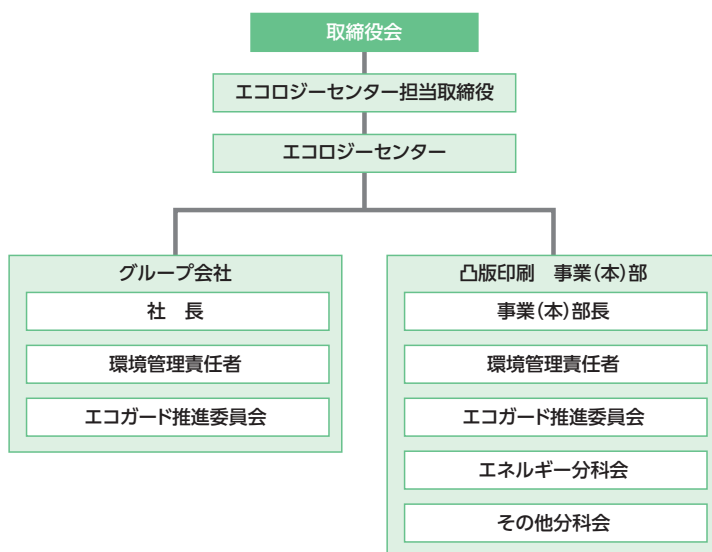 取締役会
エコロジーセンター担当取締役
エコロジーセンター
グループ会社
社　長
環境管理責任者
エコガード推進委員会
凸版印刷　事業(本)部
事業(本)部長
環境管理責任者
エコガード推進委員会
エネルギー分科会
その他分科会